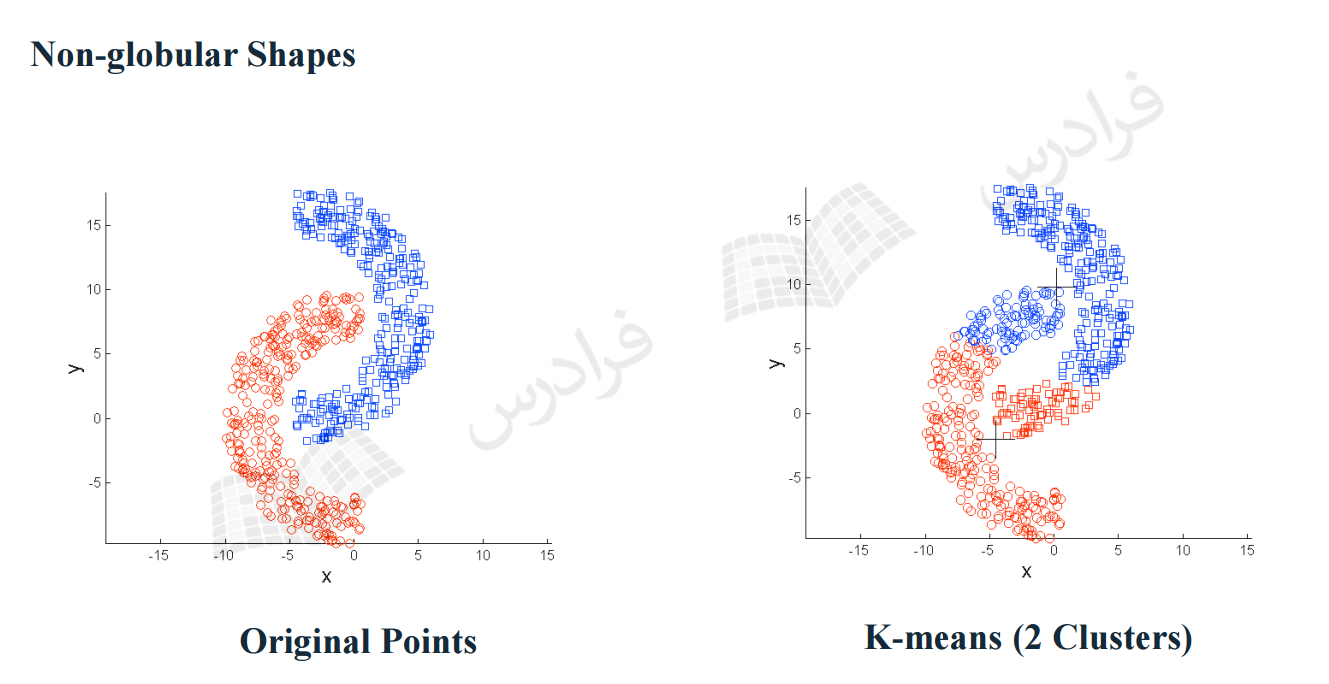 Non-globular Shapes
فرادرس
فرادرس
15
10
5
0
-5
y
-15
-10
-5
0
5
10
15
x
15
10
5
0
-5
y
-15
-10
-5
0
5
10
15
x
Original Points
K-means (2 Clusters)